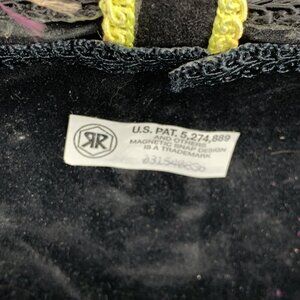 U.S. PAT. 5,274,889
AND OTHERS
MAGNETIC SNAP DESIGN
IS A TRADEMARK